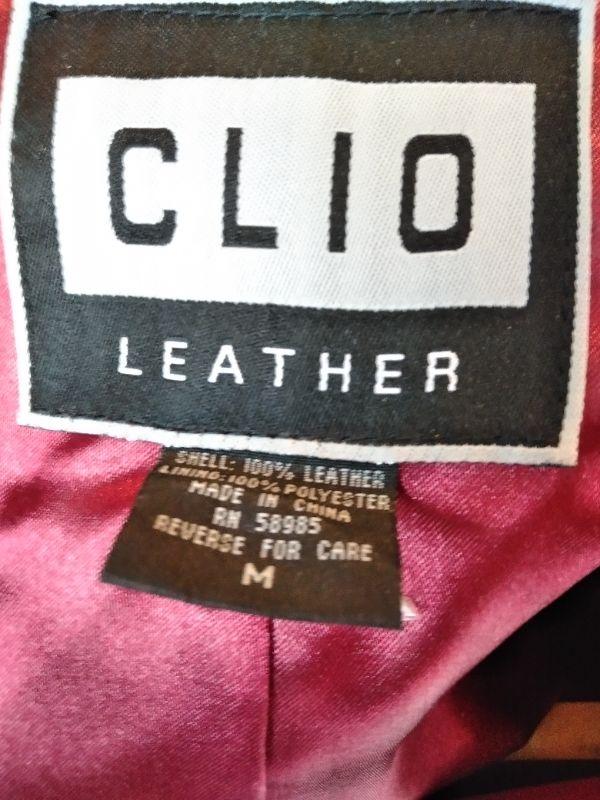 CLIO
LEATHER
SHELL: 100% LEATHER
LINING: 100% POLYESTER
MADE IN CHINA
RN 58985
REVERSE FOR CARE
M